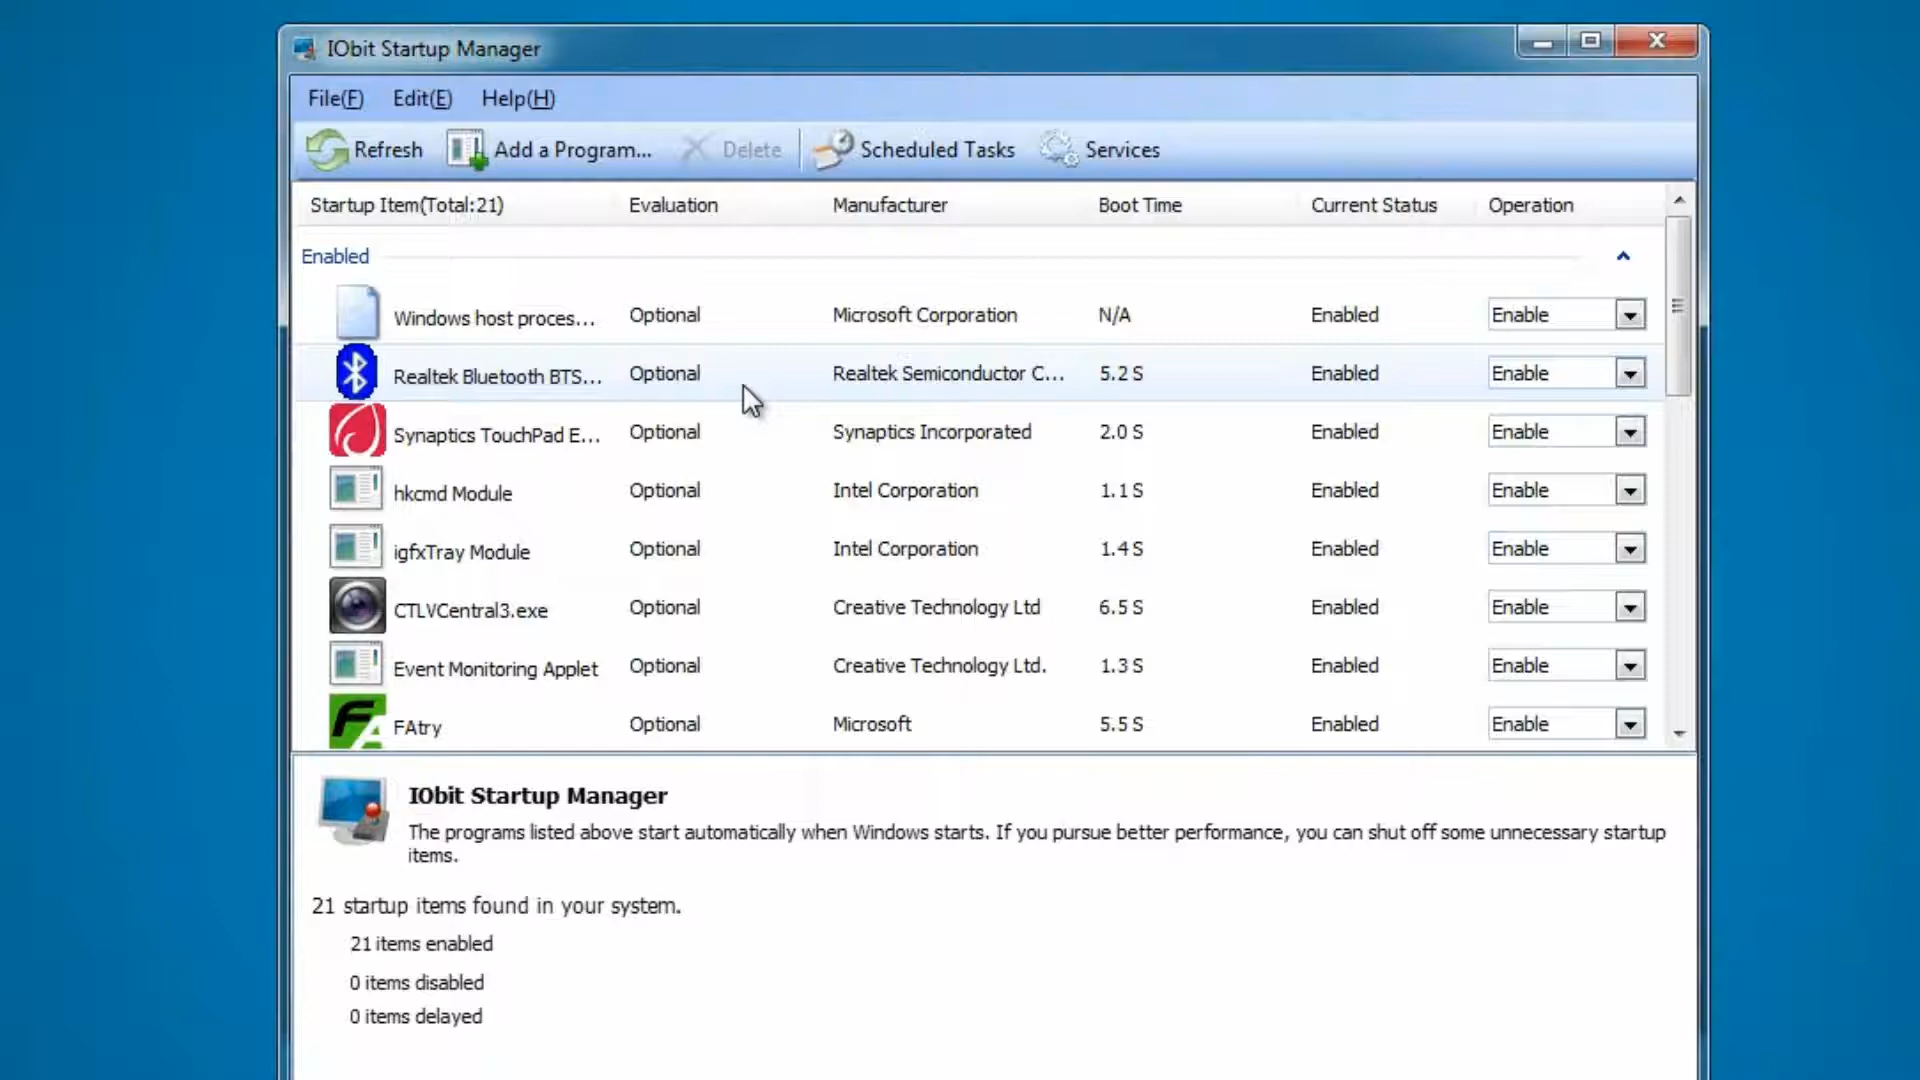 IObit Startup Manager
File(F) Edit(E) Help(H)
Refresh Add a Program... Delete Scheduled Tasks Services
Startup Item(Total:21) Evaluation Manufacturer Boot Time Current Status Operation
Enabled
Windows host proces... Optional Microsoft Corporation N/A Enabled Enable
Realtek Bluetooth BTS... Optional Realtek Semiconductor C... 5.2 S Enabled Enable
Synaptics TouchPad E... Optional Synaptics Incorporated 2.0 S Enabled Enable
hkcmd Module Optional Intel Corporation 1.1 S Enabled Enable
igfxTray Module Optional Intel Corporation 1.4 S Enabled Enable
CTLVCentral3.exe Optional Creative Technology Ltd 6.5 S Enabled Enable
Event Monitoring Applet Optional Creative Technology Ltd. 1.3 S Enabled Enable
FA FAtry Optional Microsoft 5.5 S Enabled Enable
IObit Startup Manager
The programs listed above start automatically when Windows starts. If you pursue better performance, you can shut off some unnecessary startup
items.
21 startup items found in your system.
21 items enabled
0 items disabled
0 items delayed